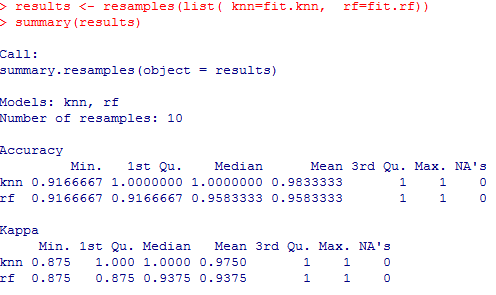 > results <- resamples(list( knn=fit.knn,  rf=fit.rf))
> summary(results)
Call:
summary.resamples(object = results)
Models: knn, rf
Number of resamples: 10
Accuracy
         Min.   1st Qu.    Median      Mean 3rd Qu. Max. NA's
knn 0.9166667 1.0000000 1.0000000 0.9833333       1    1    0
rf  0.9166667 0.9166667 0.9583333 0.9583333       1    1    0
Kappa
     Min. 1st Qu. Median   Mean 3rd Qu. Max. NA's
knn 0.875   1.000 1.0000 0.9750       1    1    0
rf  0.875   0.875 0.9375 0.9375       1    1    0